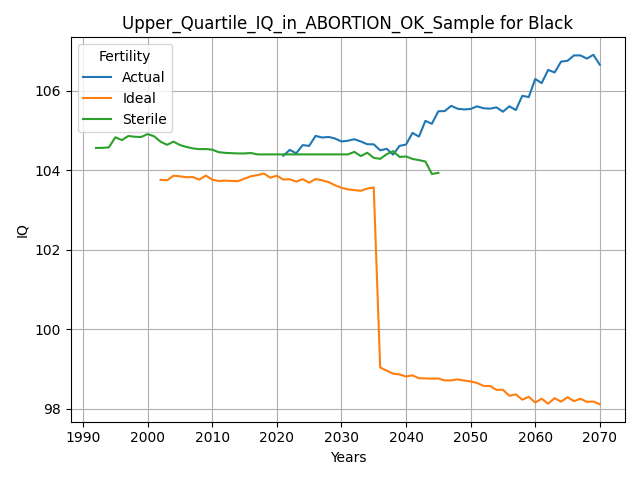 Upper_Quartile_IQ_in_ABORTION_OK_Sample for Black
Fertility
Actual
Ideal
Sterile
106
104
102
100
98
IQ
1990 2000 2010 2020 2030 2040 2050 2060 2070
Years